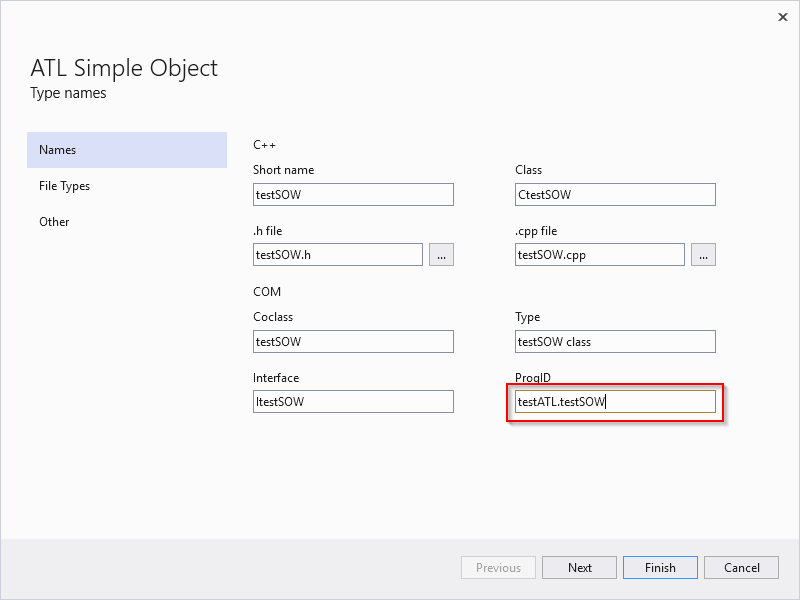 ATL Simple Object
Type names
Names
File Types
Other
C++
Short name
Class
testSOW
CtestSOW
.h file
.cpp file
testSOW.h
...
testSOW.cpp
...
COM
Coclass
Type
testSOW
testSOW class
Interface
ProgID
ItestSOW
testATL.testSOW
Previous
Next
Finish
Cancel